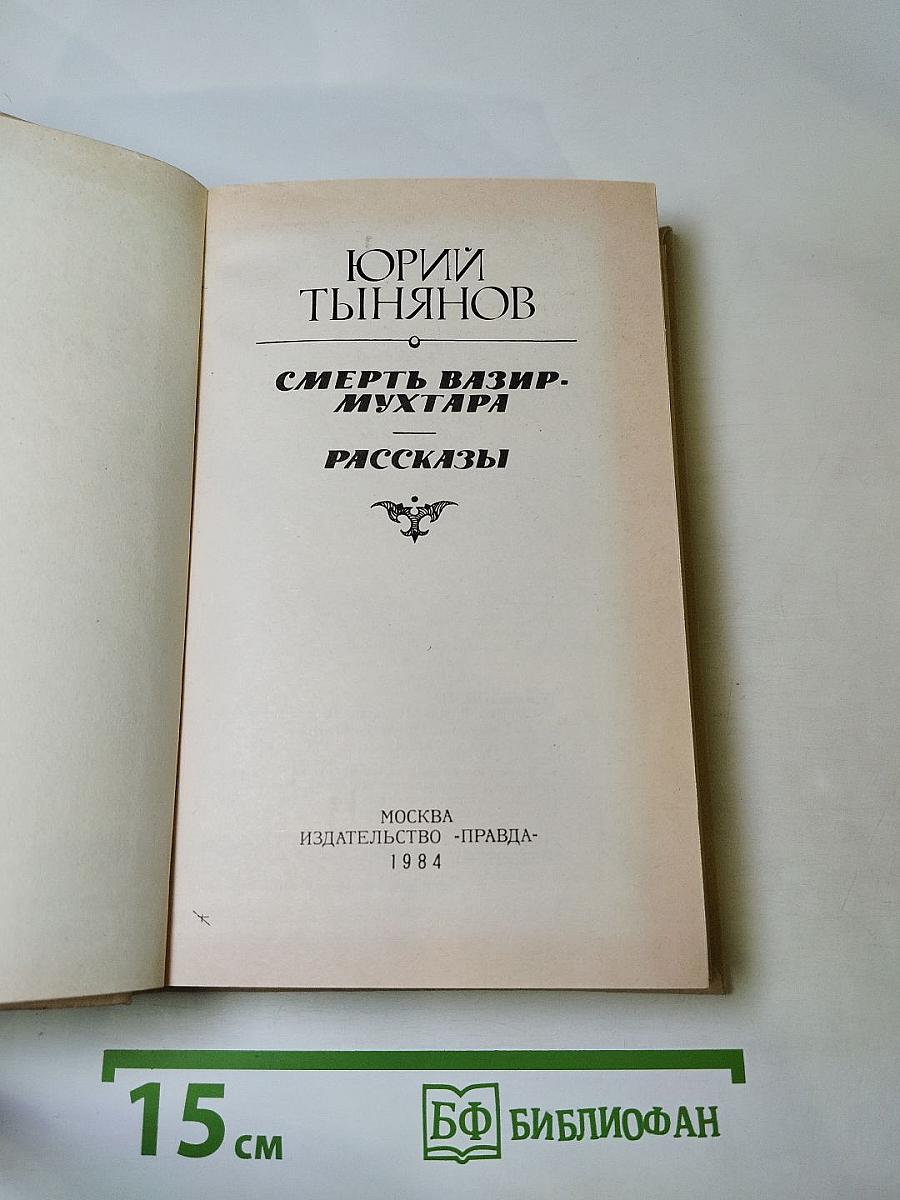 ЮРИЙ
ТЫНЯНОВ
СМЕРТЬ ВАЗИР-
МУХТАРА
РАССКАЗЫ
МОСКВА
ИЗДАТЕЛЬСТВО «ПРАВДА»
1984
15 см
БФ БИБЛИОФАН